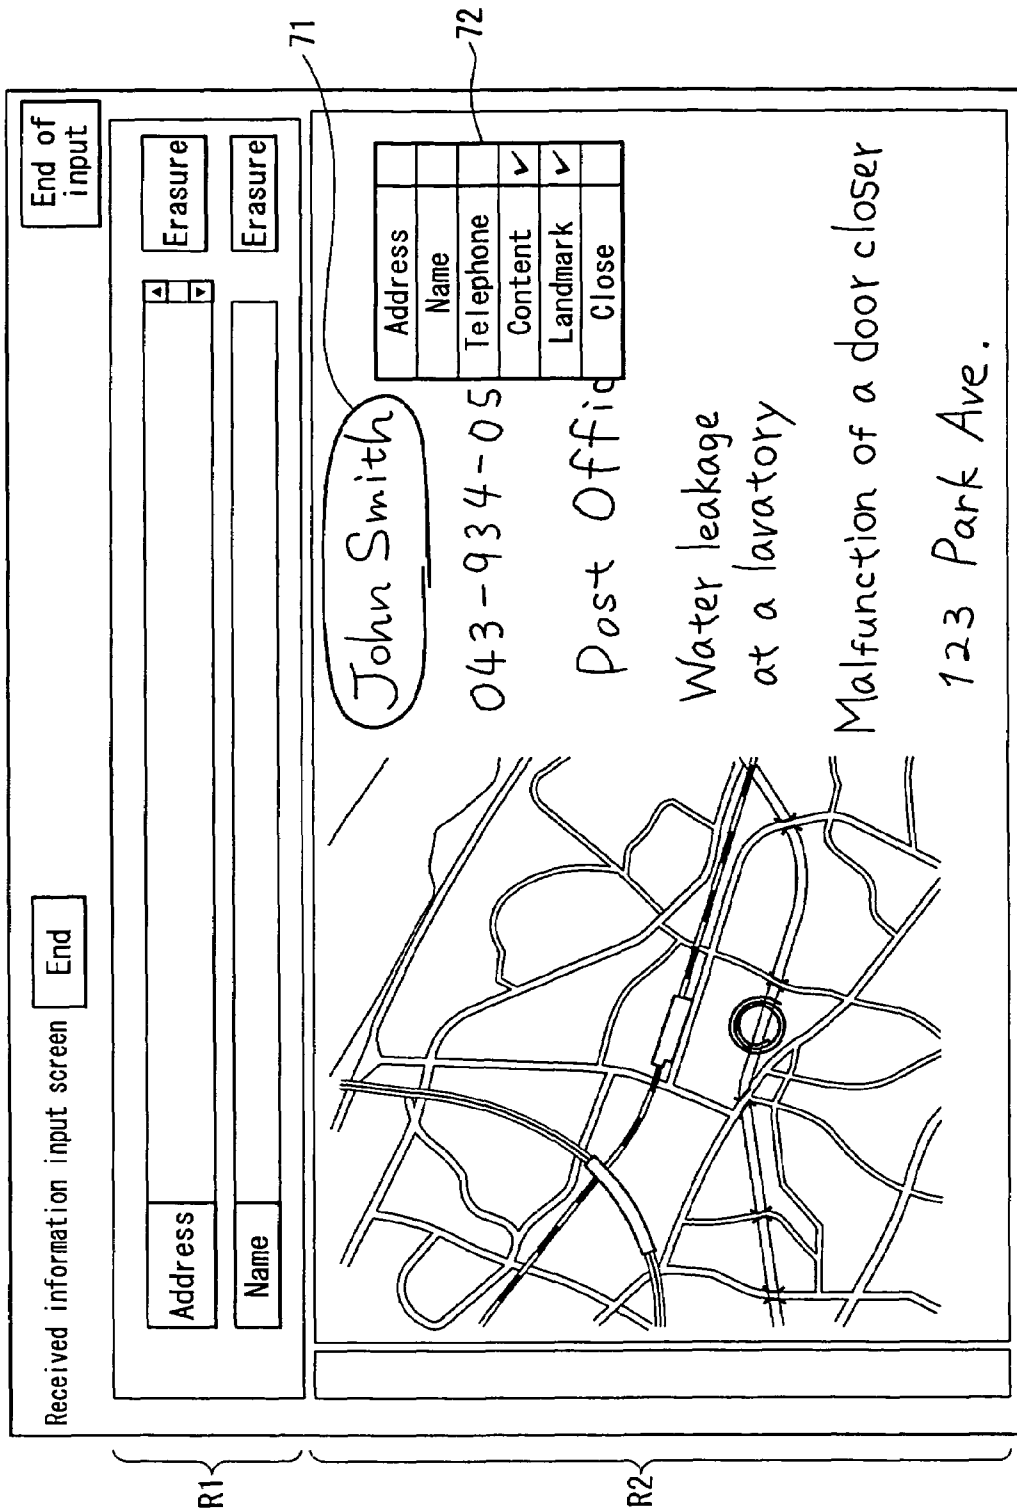 Received information input screen
End
End of
input
Address
Erasure
Name
Erasure
R1
John Smith
71
Address
Name
Telephone
Content ✓
Landmark ✓
Close
72
043-934-05
Post Offic
Water leakage
at a lavatory
Malfunction of a door closer
123 Park Ave.
R2